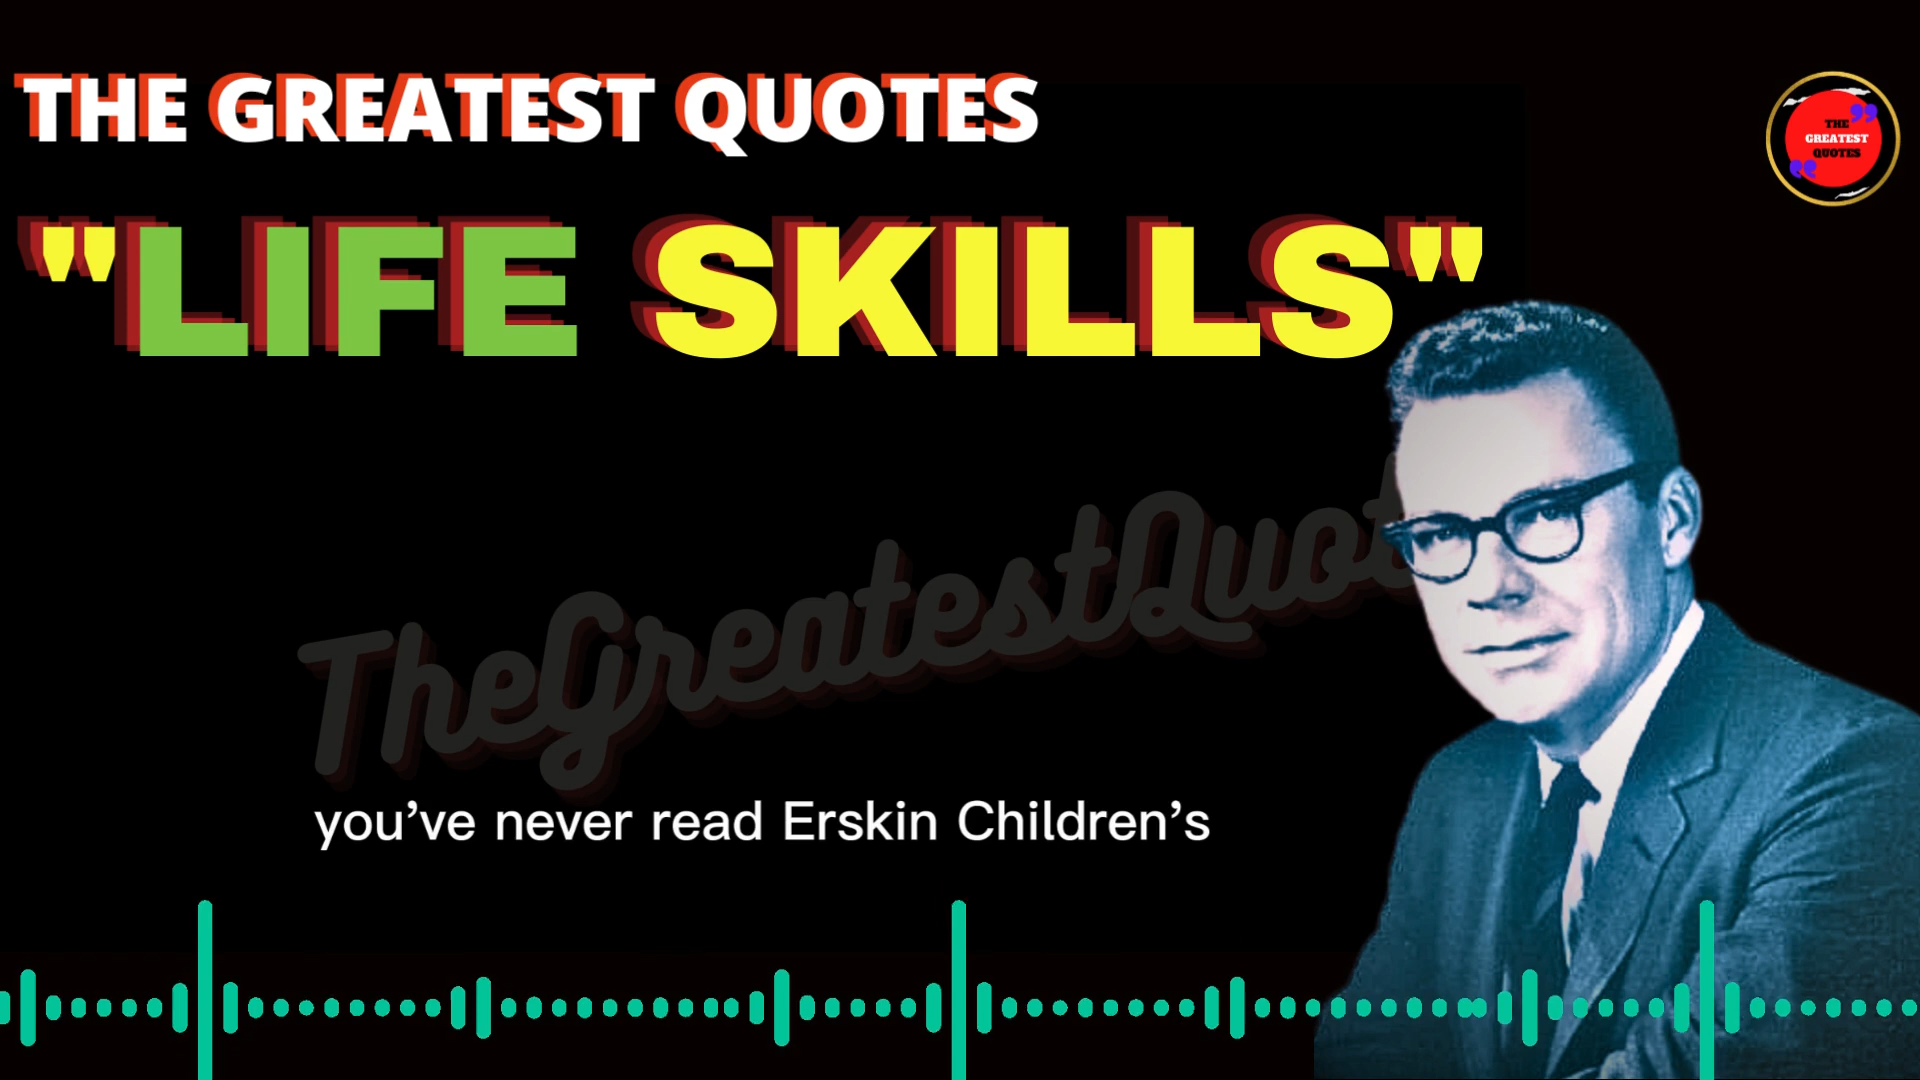 THE GREATEST QUOTES
THE
GREATEST
QUOTES
"LIFE SKILLS"
TheGreatestQuot
you’ve never read Erskin Children’s